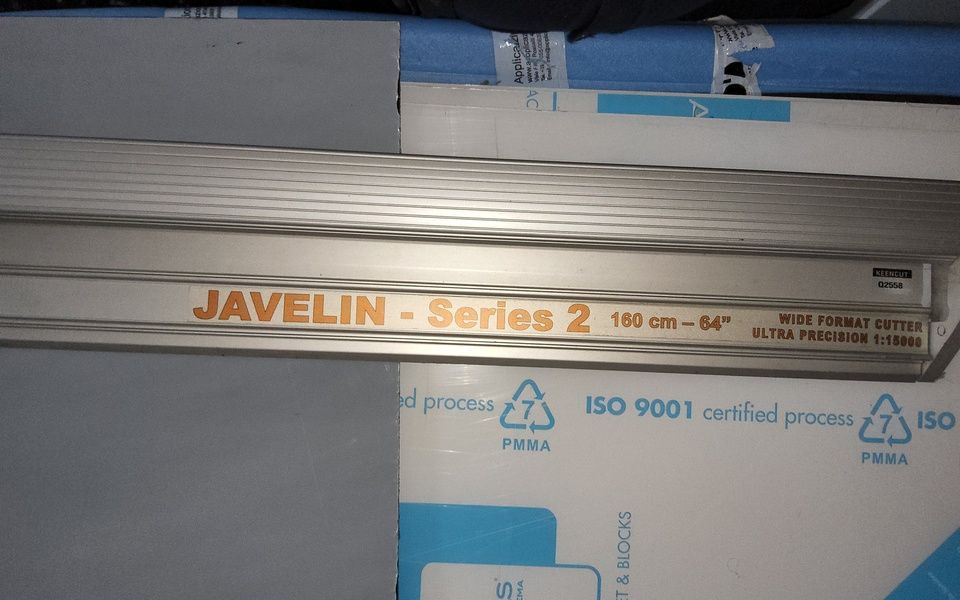 KEENCUT
Q2558
JAVELIN - Series 2 160 cm – 64” WIDE FORMAT CUTTER
ULTRA PRECISION 1:15000
ed process 7 ISO 9001 certified process 7 ISO
PMMA PMMA
ET & BLOCKS